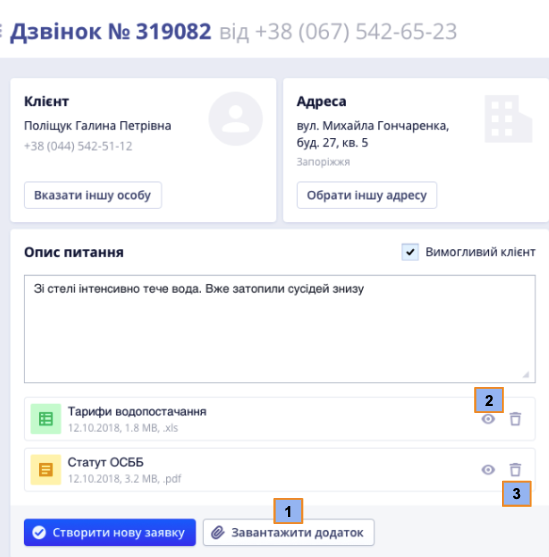 Дзвінок № 319082 від +38 (067) 542-65-23
Клієнт
Поліщук Галина Петрівна
+38 (044) 542-51-12
Вказати іншу особу
Адреса
вул. Михайла Гончаренка,
буд. 27, кв. 5
Запоріжжя
Обрати іншу адресу
Опис питання
Вимогливий клієнт
Зі стелі інтенсивно тече вода. Вже затопили сусідей знизу
2
Тарифи водопостачання
12.10.2018, 1.8 MB, .xls
Статут ОСББ
12.10.2018, 3.2 MB, .pdf
3
1
Створити нову заявку
Завантажити додаток